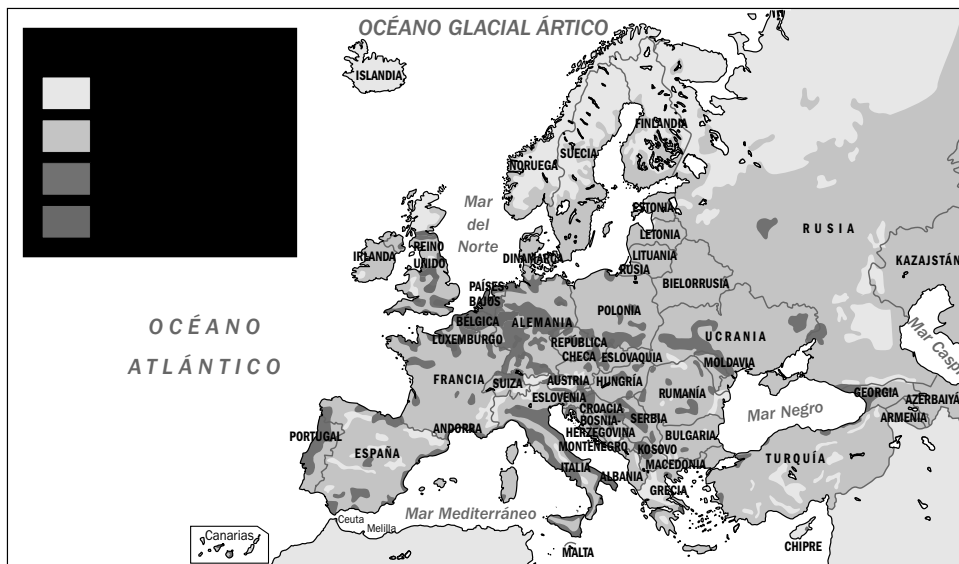 OCÉANO GLACIAL ÁRTICO
ISLANDIA
FINLANDIA
SUECIA
NORUEGA
Mar
del
Norte
ESTONIA
LETONIA
LITUANIA
RUSIA
RUSIA
KAZAJSTÁN
REINO
UNIDO
IRLANDA
DINAMARCA
BIELORRUSIA
PAÍSES
BAJOS
POLONIA
BÉLGICA
ALEMANIA
LUXEMBURGO
REPÚBLICA
CHECA
ESLOVAQUIA
UCRANIA
MOLDAVIA
Mar Casp
OCÉANO
ATLÁNTICO
FRANCIA
SUIZA
AUSTRIA
HUNGRÍA
ESLOVENIA
RUMANÍA
CROACIA
BOSNIA
HERZEGOVINA
SERBIA
MONTENEGRO
KOSOVO
BULGARIA
MACEDONIA
ALBANIA
Mar Negro
GEORGIA
AZERBAIYÁ
ARMENIA
PORTUGAL
ESPAÑA
ANDORRA
ITALIA
GRECIA
TURQUÍA
Mar Mediterráneo
Ceuta
Melilla
Canarias
MALTA
CHIPRE